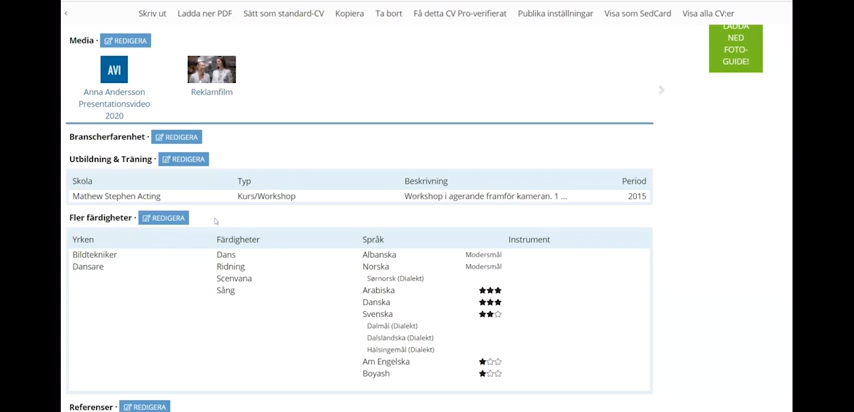 Skriv ut Ladda ner PDF Sätt som standard-CV Kopiera Ta bort Få detta CV Pro-verifierat Publika inställningar Visa som SedCard Visa alla CV:er
LADDA
NED
FOTO-
GUIDE!
Media · REDIGERA
AVI
Anna Andersson
Presentationsvideo
2020
Reklamfilm
Branscherfarenhet · REDIGERA
Utbildning & Träning · REDIGERA
Skola Typ Beskrivning Period
Mathew Stephen Acting Kurs/Workshop Workshop i agerande framför kameran. 1 ... 2015
Fler färdigheter · REDIGERA
Yrken Färdigheter Språk Instrument
Bildtekniker Dans Albanska Modersmål
Dansare Ridning Norska Modersmål
Scenvana Sørnorsk (Dialekt)
Sång Arabiska
Danska
Svenska
Dalmål (Dialekt)
Dalsländska (Dialekt)
Hälsingemål (Dialekt)
Am Engelska
Boyash
Referenser · REDIGERA